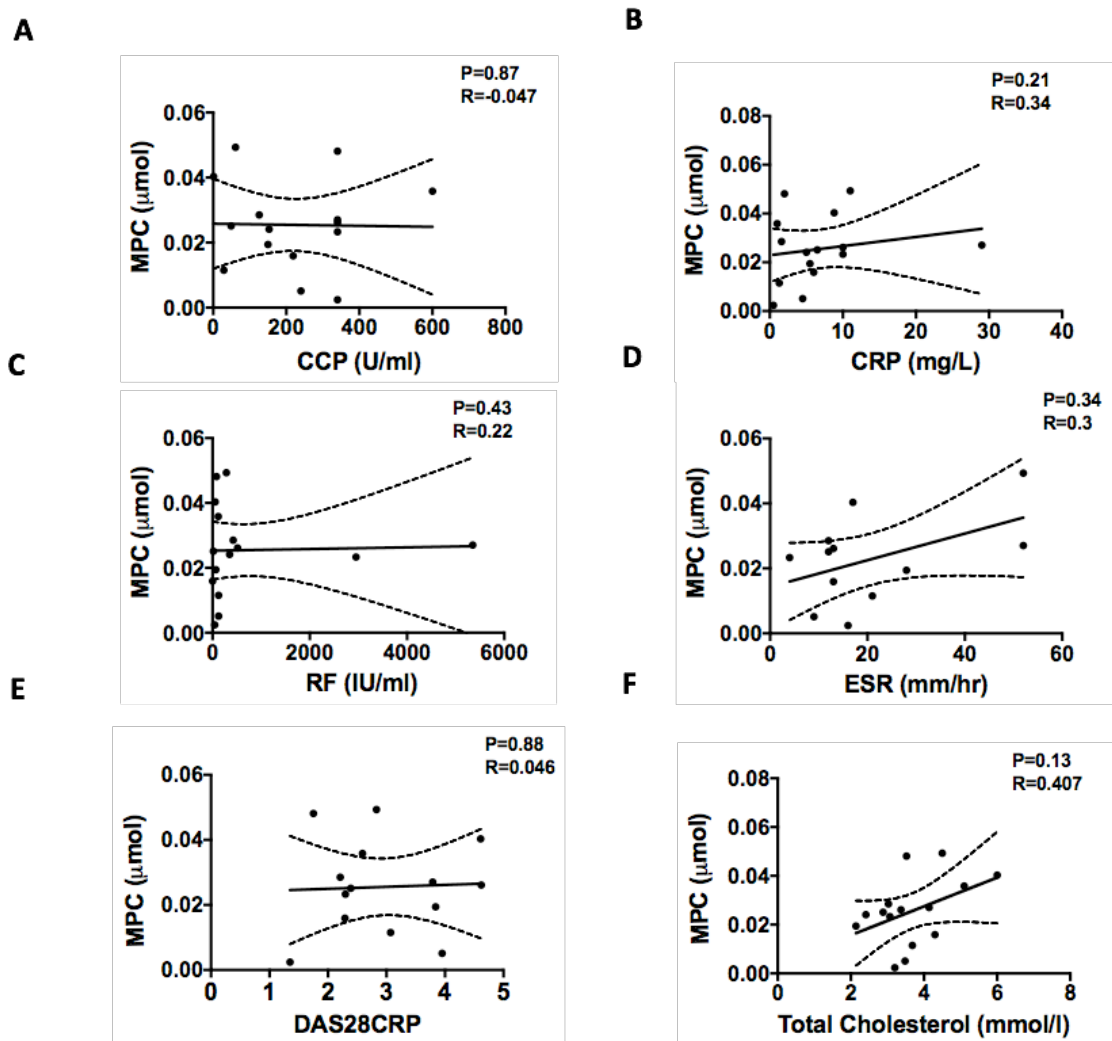 A
P=0.87
R=-0.047
MPC (μmol)
0.06
0.04
0.02
0.00
0 200 400 600 800
CCP (U/ml)
B
P=0.21
R=0.34
MPC (μmol)
0.08
0.06
0.04
0.02
0.00
0 10 20 30 40
CRP (mg/L)
C
P=0.43
R=0.22
MPC (μmol)
0.06
0.04
0.02
0.00
0 2000 4000 6000
RF (IU/ml)
D
P=0.34
R=0.3
MPC (μmol)
0.06
0.04
0.02
0.00
0 20 40 60
ESR (mm/hr)
E
P=0.88
R=0.046
MPC (μmol)
0.06
0.04
0.02
0.00
0 1 2 3 4 5
DAS28CRP
F
P=0.13
R=0.407
MPC (μmol)
0.08
0.06
0.04
0.02
0.00
0 2 4 6 8
Total Cholesterol (mmol/l)